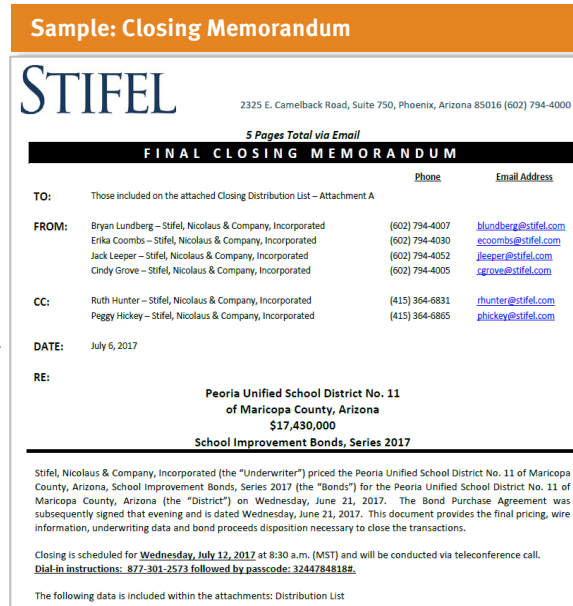 Sample: Closing Memorandum
STIFEL
2325 E. Camelback Road, Suite 750, Phoenix, Arizona 85016 (602) 794-4000
5 Pages Total via Email
FINAL CLOSING MEMORANDUM
Phone Email Address
TO: Those included on the attached Closing Distribution List – Attachment A
FROM: Bryan Lundberg – Stifel, Nicolaus & Company, Incorporated (602) 794-4007 blundberg@stifel.com
Erika Coombs – Stifel, Nicolaus & Company, Incorporated (602) 794-4030 ecoombs@stifel.com
Jack Leeper – Stifel, Nicolaus & Company, Incorporated (602) 794-4052 jleeper@stifel.com
Cindy Grove – Stifel, Nicolaus & Company, Incorporated (602) 794-4005 cgrove@stifel.com
CC: Ruth Hunter – Stifel, Nicolaus & Company, Incorporated (415) 364-6831 rhunter@stifel.com
Peggy Hickey – Stifel, Nicolaus & Company, Incorporated (415) 364-6865 phickey@stifel.com
DATE: July 6, 2017
RE:
Peoria Unified School District No. 11
of Maricopa County, Arizona
$17,430,000
School Improvement Bonds, Series 2017
Stifel, Nicolaus & Company, Incorporated (the “Underwriter”) priced the Peoria Unified School District No. 11 of Maricopa
County, Arizona, School Improvement Bonds, Series 2017 (the “Bonds”) for the Peoria Unified School District No. 11 of
Maricopa County, Arizona (the “District”) on Wednesday, June 21, 2017. The Bond Purchase Agreement was
subsequently signed that evening and is dated Wednesday, June 21, 2017. This document provides the final pricing, wire
information, underwriting data and bond proceeds disposition necessary to close the transactions.
Closing is scheduled for Wednesday, July 12, 2017 at 8:30 a.m. (MST) and will be conducted via teleconference call.
Dial-in instructions: 877-301-2573 followed by passcode: 3244784818#.
The following data is included within the attachments: Distribution List